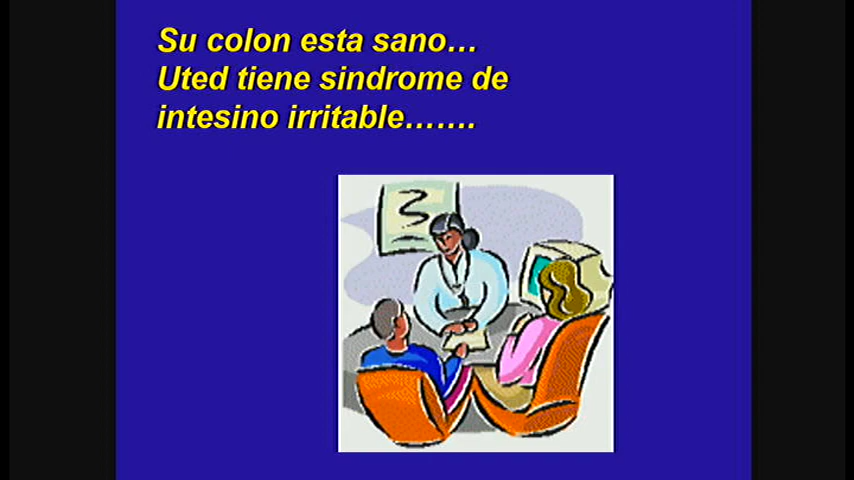 Su colon esta sano…
Uted tiene sindrome de
intesino irritable…….